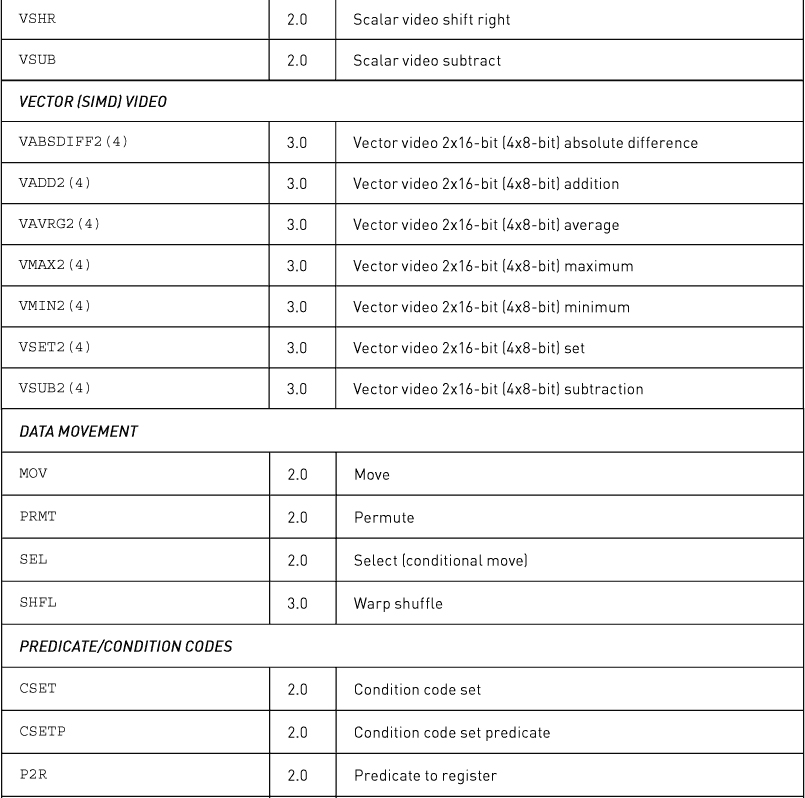 VSHR 2.0 Scalar video shift right
VSUB 2.0 Scalar video subtract
VECTOR (SIMD) VIDEO
VABSDIFF2(4) 3.0 Vector video 2x16-bit (4x8-bit) absolute difference
VADD2(4) 3.0 Vector video 2x16-bit (4x8-bit) addition
VAVRG2(4) 3.0 Vector video 2x16-bit (4x8-bit) average
VMAX2(4) 3.0 Vector video 2x16-bit (4x8-bit) maximum
VMIN2(4) 3.0 Vector video 2x16-bit (4x8-bit) minimum
VSET2(4) 3.0 Vector video 2x16-bit (4x8-bit) set
VSUB2(4) 3.0 Vector video 2x16-bit (4x8-bit) subtraction
DATA MOVEMENT
MOV 2.0 Move
PRMT 2.0 Permute
SEL 2.0 Select (conditional move)
SHFL 3.0 Warp shuffle
PREDICATE/CONDITION CODES
CSET 2.0 Condition code set
CSETP 2.0 Condition code set predicate
P2R 2.0 Predicate to register